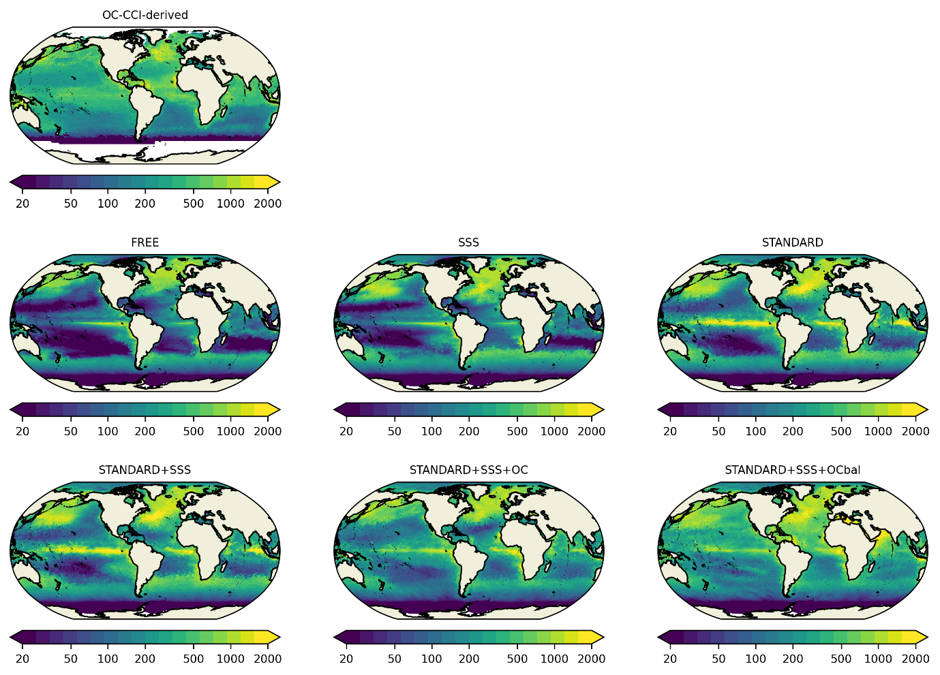 OC-CCI-derived
20 50 100 200 500 1000 2000
FREE SSS STANDARD
20 50 100 200 500 1000 2000 20 50 100 200 500 1000 2000 20 50 100 200 500 1000 2000
STANDARD+SSS STANDARD+SSS+OC STANDARD+SSS+OCbal
20 50 100 200 500 1000 2000 20 50 100 200 500 1000 2000 20 50 100 200 500 1000 2000